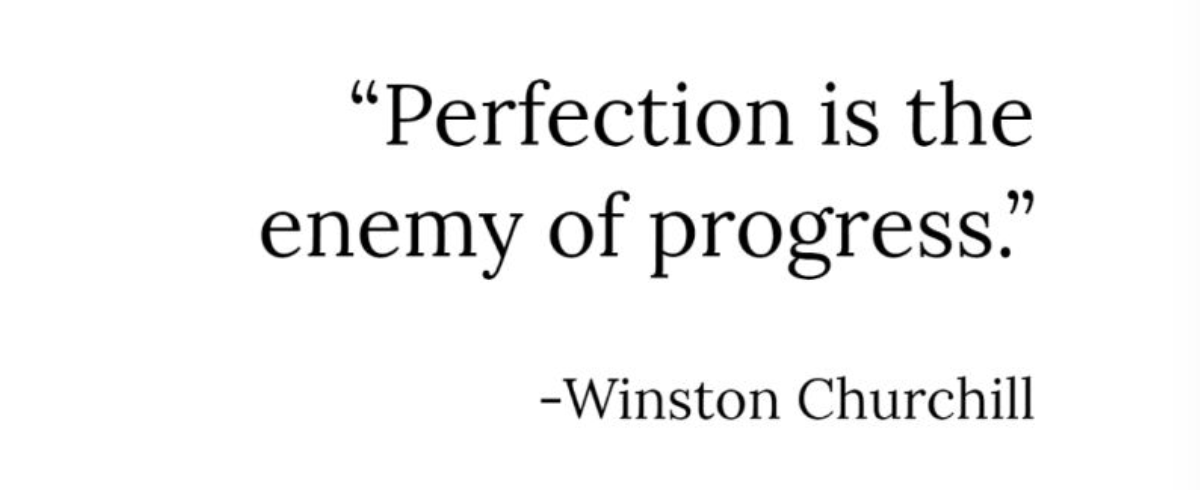 “Perfection is the
enemy of progress.”
-Winston Churchill